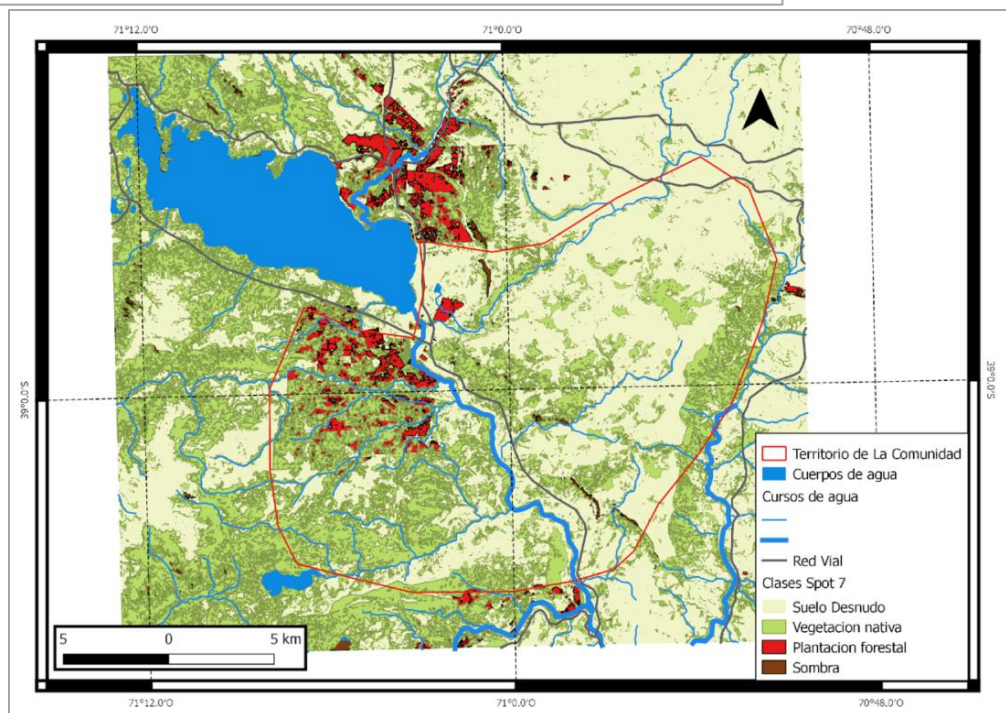 71°12.0'O 71°0.0'O 70°48.0'O
39°0.0'S
39°0.0'S
Territorio de La Comunidad
Cuerpos de agua
Cursos de agua
Red Vial
Clases Spot 7
Suelo Desnudo
Vegetacion nativa
Plantacion forestal
Sombra
5 0 5 km
71°12.0'O 71°0.0'O 70°48.0'O